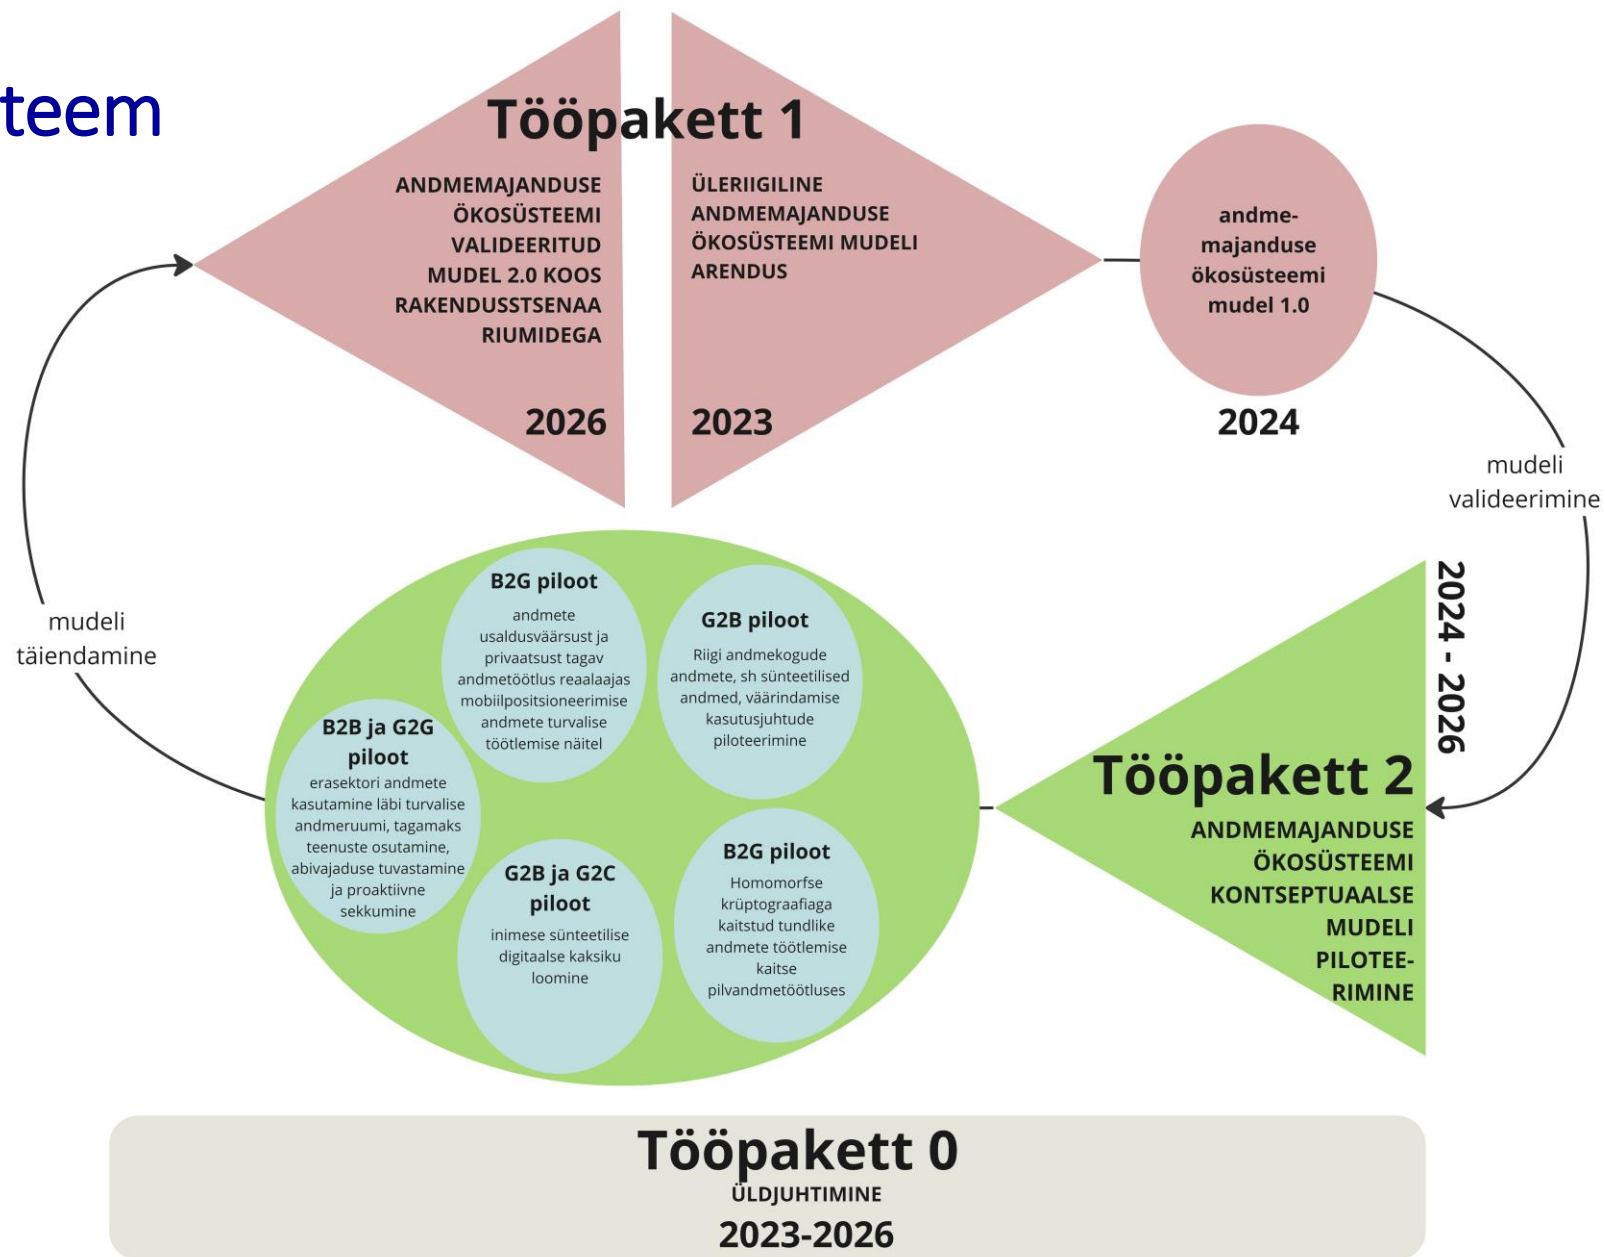 teem
Tööpakett 1
ANDMEMAJANDUSE
ÖKOSÜSTEEMI
VALIDEERITUD
MUDEL 2.0 KOOS
RAKENDUSSTSENAA
RIUMIDEGA
2026
ÜLERIIGILINE
ANDMEMAJANDUSE
ÖKOSÜSTEEMI MUDELI
ARENDUS
2023
andme-
majanduse
ökosüsteemi
mudel 1.0
2024
mudeli
valideerimine
2024 - 2026
Tööpakett 2
ANDMEMAJANDUSE
ÖKOSÜSTEEMI
KONTSEPTUAALSE
MUDELI
PILOTEE-
RIMINE
B2G piloot
andmete
usaldusväärsust ja
privaatsust tagav
andmetöötlus reaalaajas
mobiilpositsioneerimise
andmete turvalise
töötlemise näitel
G2B piloot
Riigi andmekogude
andmete, sh sünteetilised
andmed, väärindamise
kasutusjuhtude
piloteerimine
B2B ja G2G
piloot
erasektori andmete
kasutamine läbi turvalise
andmeruumi, tagamaks
teenuste osutamine,
abivajaduse tuvastamine
ja proaktiivne
sekkumine
G2B ja G2C
piloot
inimese sünteetilise
digitaalse kaksiku
loomine
B2G piloot
Homomorfse
krüptograafiaga
kaitstud tundlike
andmete töötlemise
kaitse
pilvandmetöötluses
mudeli
täiendamine
Tööpakett 0
ÜLDJUHTIMINE
2023-2026